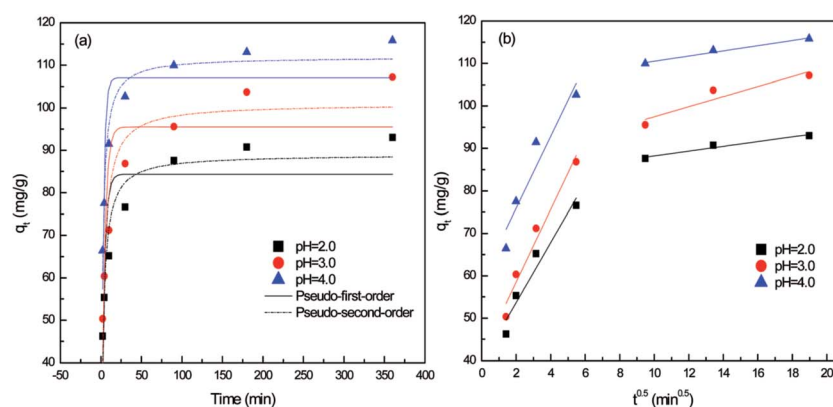 (a)
120
110
100
90
80
70
60
50
40
qt (mg/g)
-50 0 50 100 150 200 250 300 350 400
Time (min)
pH=2.0
pH=3.0
pH=4.0
Pseudo-first-order
Pseudo-second-order
(b)
120
110
100
90
80
70
60
50
40
qt (mg/g)
0 2 4 6 8 10 12 14 16 18 20
t^0.5 (min^0.5)
pH=2.0
pH=3.0
pH=4.0